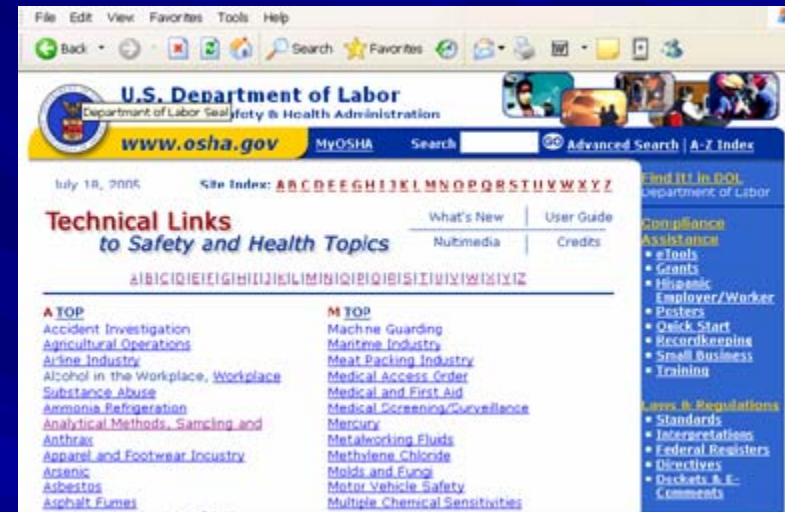 File Edit View Favorites Tools Help
Back Search Favorites
U.S. Department of Labor
Department of Labor Seal fety & Health Administration
www.osha.gov MyOSHA Search GO Advanced Search | A-Z Index
July 18, 2005 Site Index: A B C D E F G H I J K L M N O P Q R S T U V W X Y Z
Technical Links
to Safety and Health Topics
What's New User Guide
Multimedia Credits
A|B|C|D|E|F|G|H|I|J|K|L|M|N|O|P|Q|R|S|T|U|V|W|X|Y|Z
A TOP
Accident Investigation
Agricultural Operations
Airline Industry
Alcohol in the Workplace, Workplace
Substance Abuse
Ammonia Refrigeration
Analytical Methods, Sampling and
Anthrax
Apparel and Footwear Industry
Arsenic
Asbestos
Asphalt Fumes
M TOP
Machine Guarding
Maritime Industry
Meat Packing Industry
Medical Access Order
Medical and First Aid
Medical Screening/Surveillance
Mercury
Metalworking Fluids
Methylene Chloride
Molds and Fungi
Motor Vehicle Safety
Multiple Chemical Sensitivities
Find It! in DOL
Department of Labor
Compliance
Assistance
eTools
Grants
Hispanic
Employer/Worker
Posters
Quick Start
Recordkeeping
Small Business
Training
Laws & Regulations
Standards
Interpretations
Federal Registers
Directives
Dockets & E-
Comments